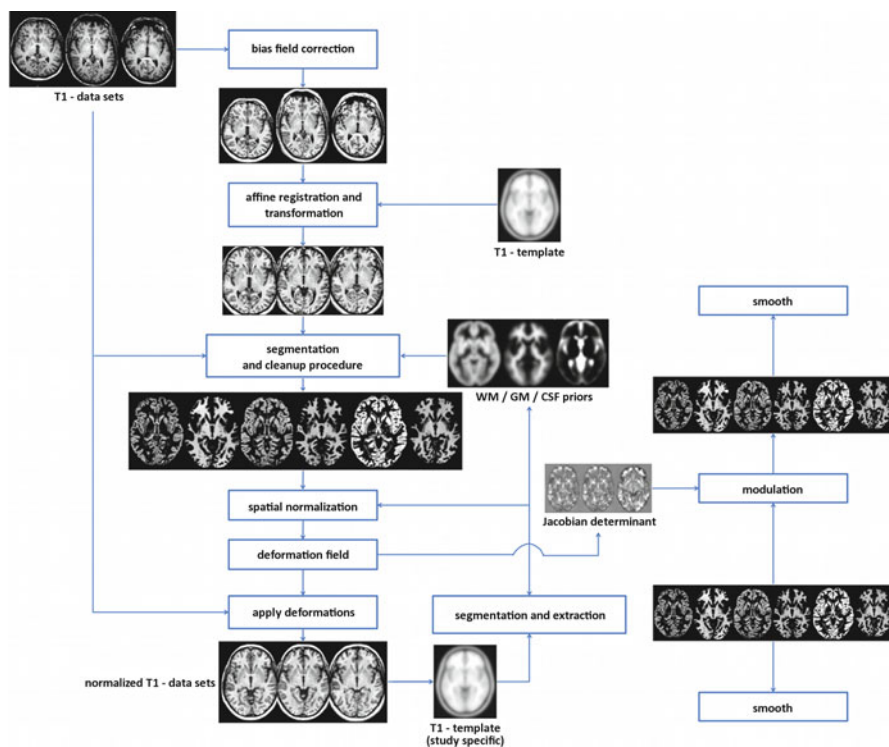 bias field correction
T1 - data sets
affine registration and
transformation
T1 - template
smooth
segmentation
and cleanup procedure
WM / GM / CSF priors
spatial normalization
modulation
Jacobian determinant
deformation field
apply deformations
segmentation and extraction
normalized T1 - data sets
smooth
T1 - template
(study specific)